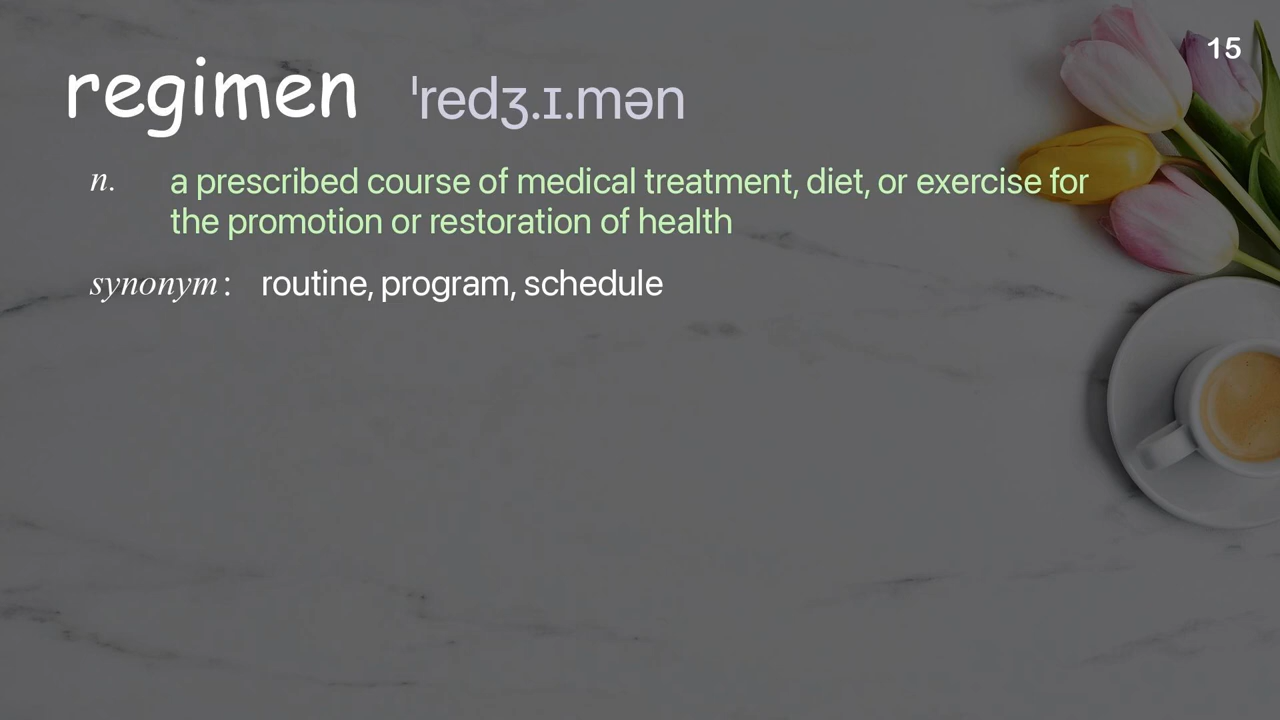 15
regimen ˈredʒ.ɪ.mən
n. a prescribed course of medical treatment, diet, or exercise for
the promotion or restoration of health
synonym : routine, program, schedule